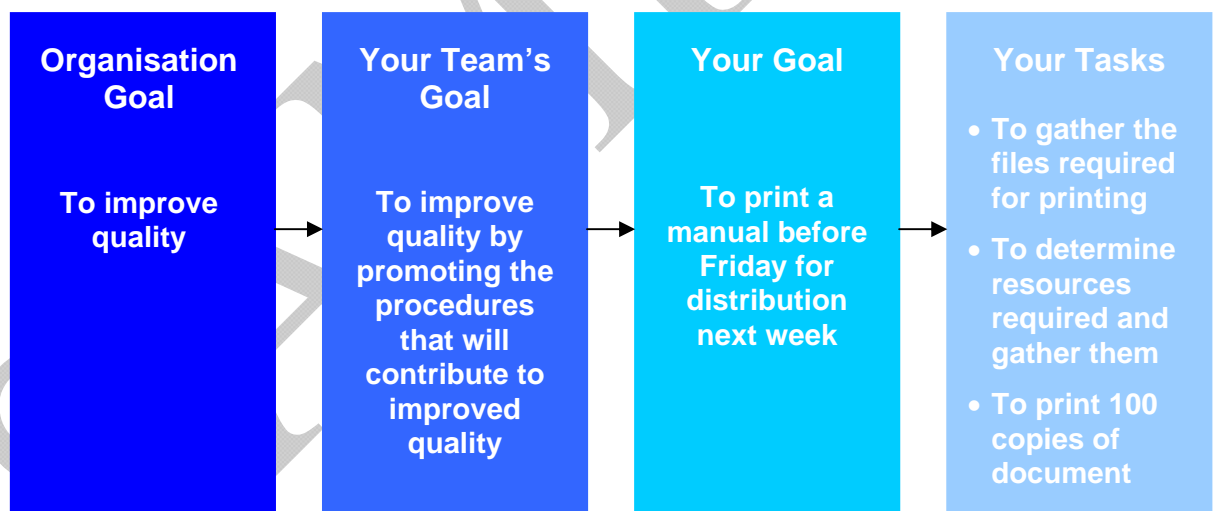 Organisation
Goal
To improve
quality
Your Team’s
Goal
To improve
quality by
promoting the
procedures
that will
contribute to
improved
quality
Your Goal
To print a
manual before
Friday for
distribution
next week
Your Tasks
• To gather the
files required
for printing
• To determine
resources
required and
gather them
• To print 100
copies of
document